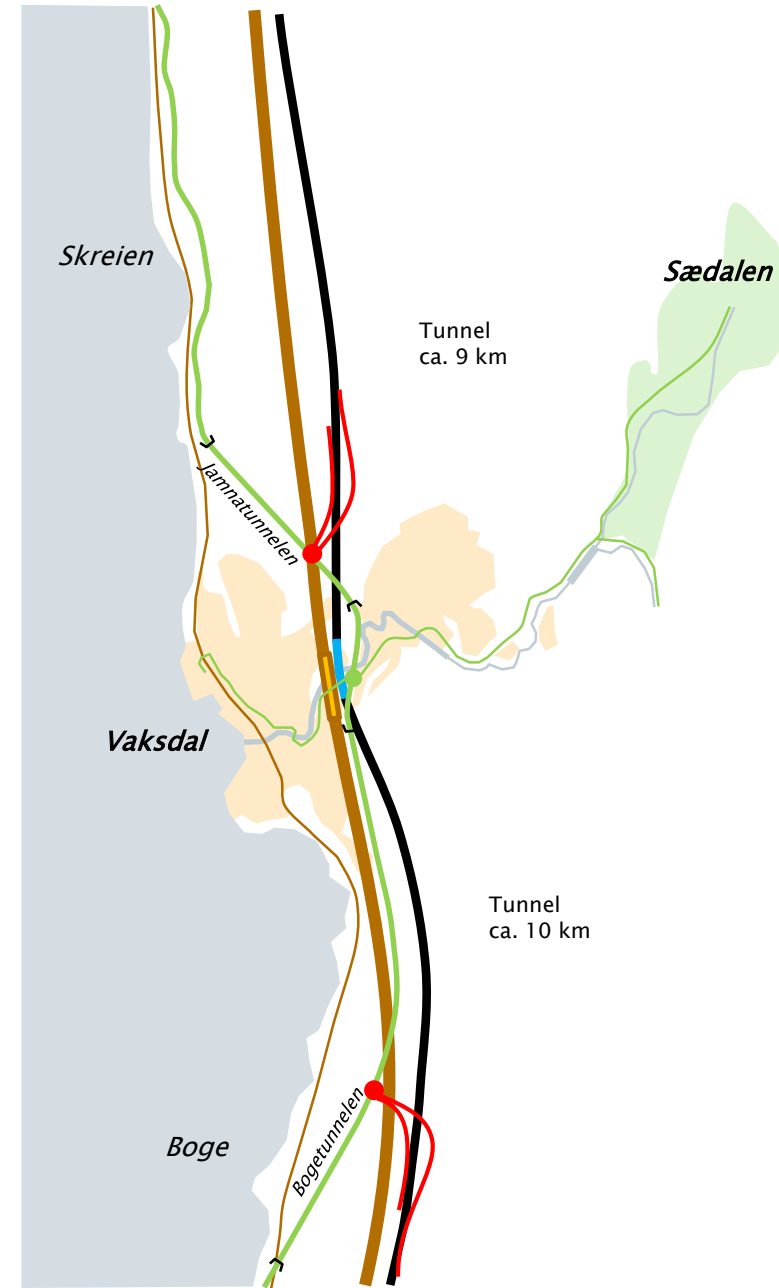 Skreien
Sædalen
Tunnel
ca. 9 km
Jamnatunnelen
Vaksdal
Tunnel
ca. 10 km
Bogetunnelen
Boge